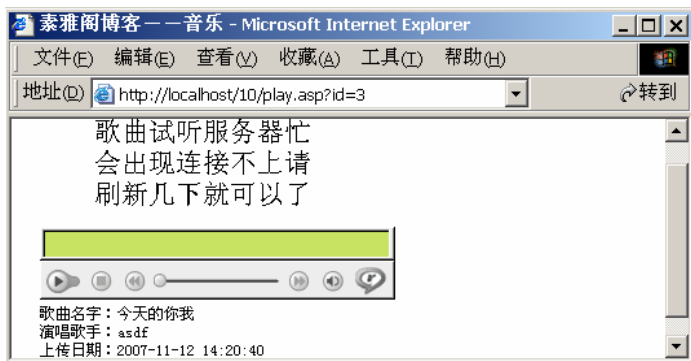 素雅阁博客－－音乐 - Microsoft Internet Explorer
文件(F) 编辑(E) 查看(V) 收藏(A) 工具(T) 帮助(H)
地址(D) http://localhost/10/play.asp?id=3 转到
歌曲试听服务器忙
会出现连接不上请
刷新几下就可以了
歌曲名字：今天的你我
演唱歌手：asdf
上传日期：2007-11-12 14:20:40